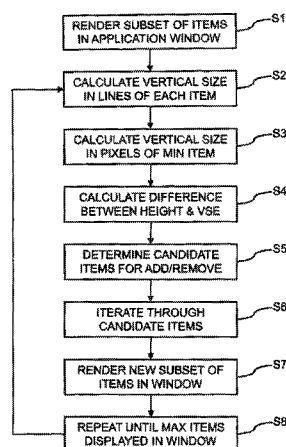 S1
RENDER SUBSET OF ITEMS
IN APPLICATION WINDOW
S2
CALCULATE VERTICAL SIZE
IN LINES OF EACH ITEM
S3
CALCULATE VERTICAL SIZE
IN PIXELS OF MIN ITEM
S4
CALCULATE DIFFERENCE
BETWEEN HEIGHT & VSE
S5
DETERMINE CANDIDATE
ITEMS FOR ADD/REMOVE
S6
ITERATE THROUGH
CANDIDATE ITEMS
S7
RENDER NEW SUBSET OF
ITEMS IN WINDOW
S8
REPEAT UNTIL MAX ITEMS
DISPLAYED IN WINDOW